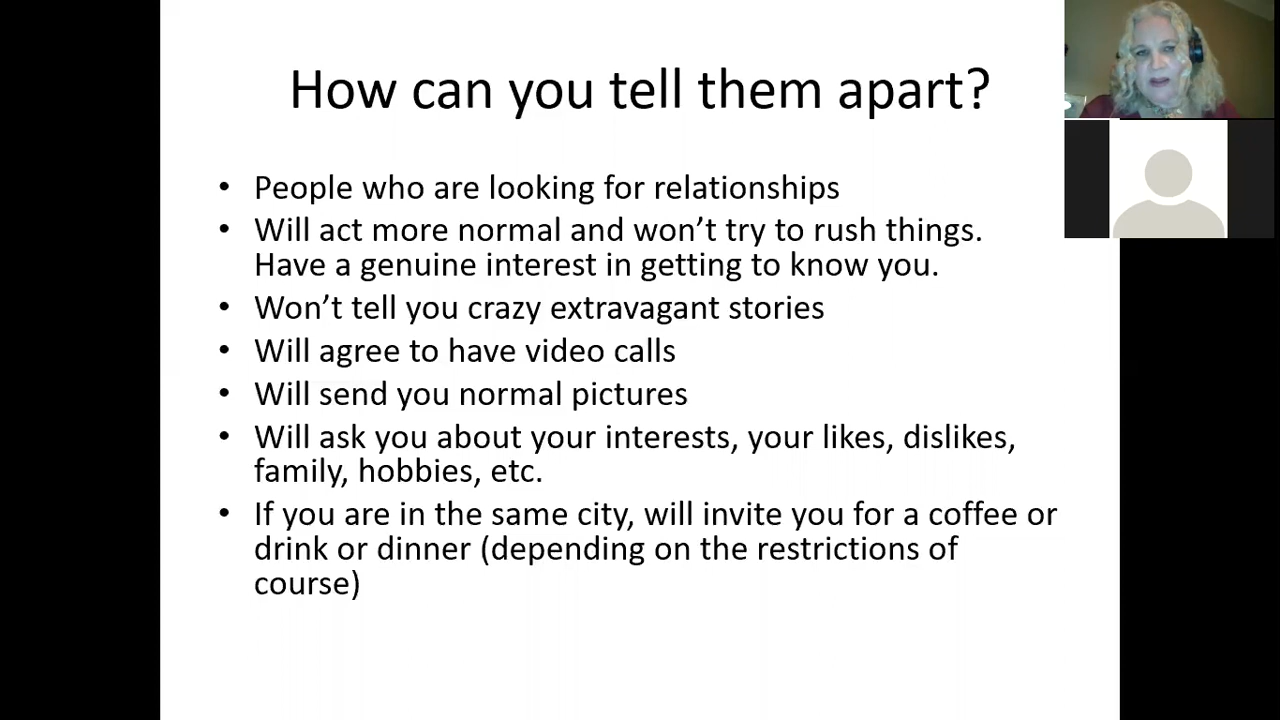 How can you tell them apart?
• People who are looking for relationships
• Will act more normal and won’t try to rush things.
Have a genuine interest in getting to know you.
• Won’t tell you crazy extravagant stories
• Will agree to have video calls
• Will send you normal pictures
• Will ask you about your interests, your likes, dislikes,
family, hobbies, etc.
• If you are in the same city, will invite you for a coffee or
drink or dinner (depending on the restrictions of
course)